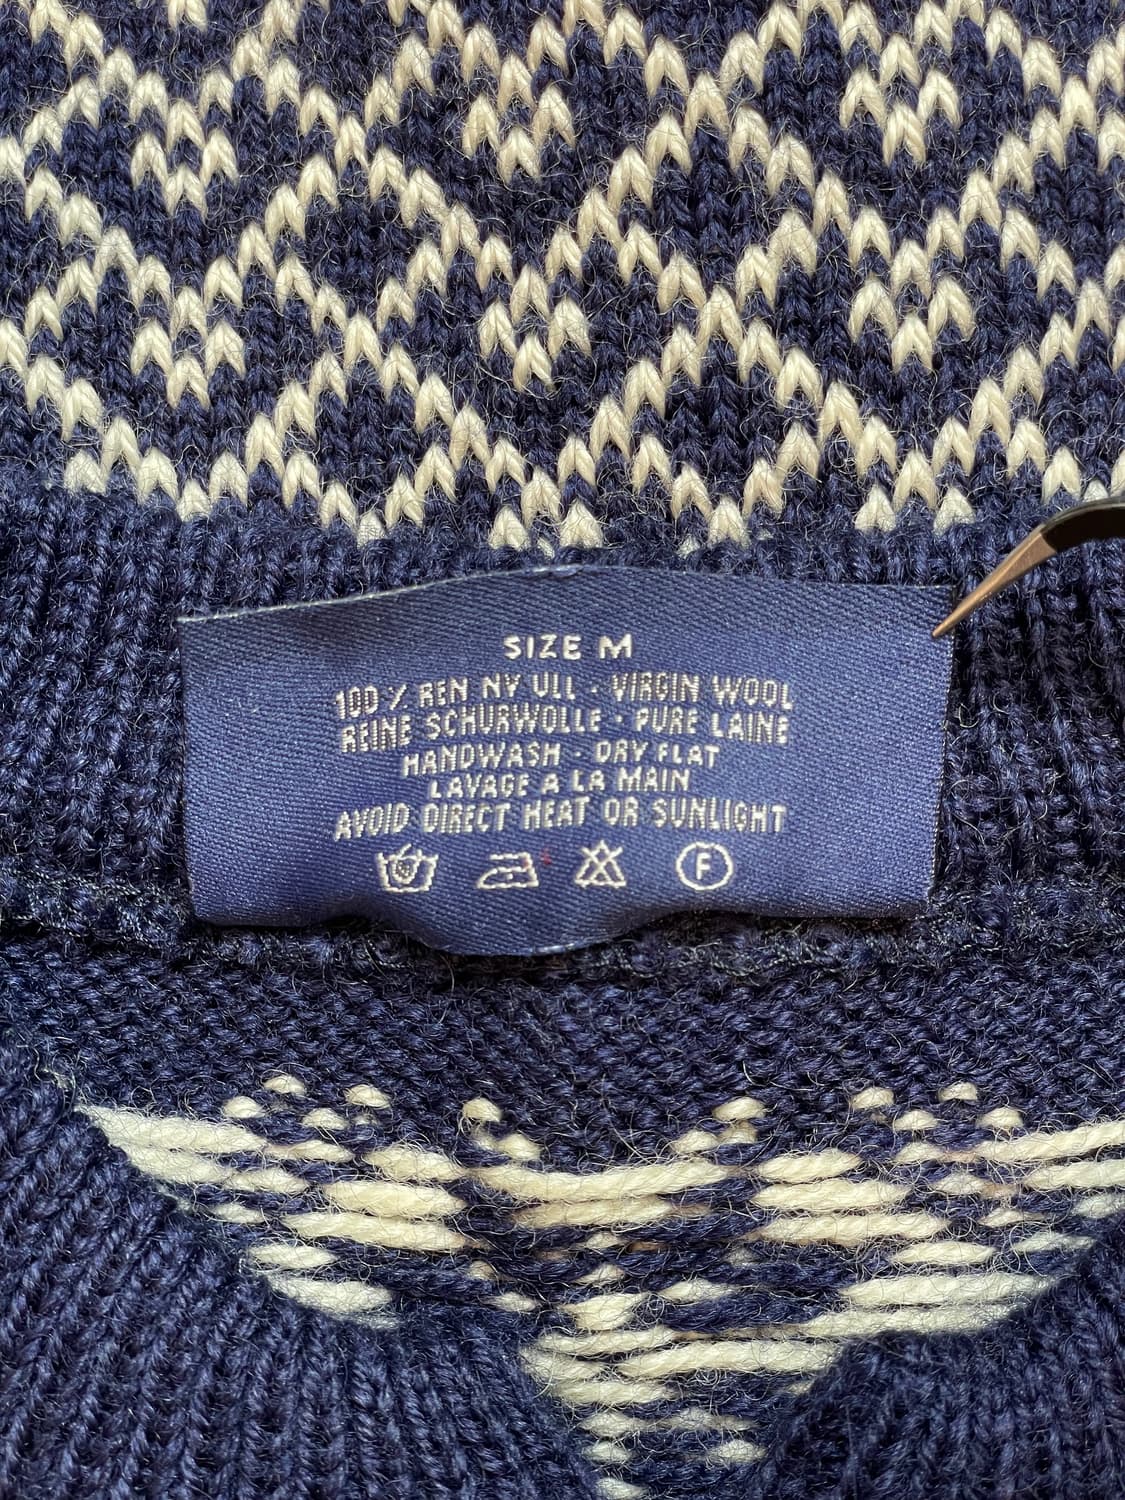 SIZE M
100% REN NY ULL · VIRGIN WOOL
REINE SCHURWOLLE · PURE LAINE
HANDWASH · DRY FLAT
LAVAGE A LA MAIN
AVOID DIRECT HEAT OR SUNLIGHT
F